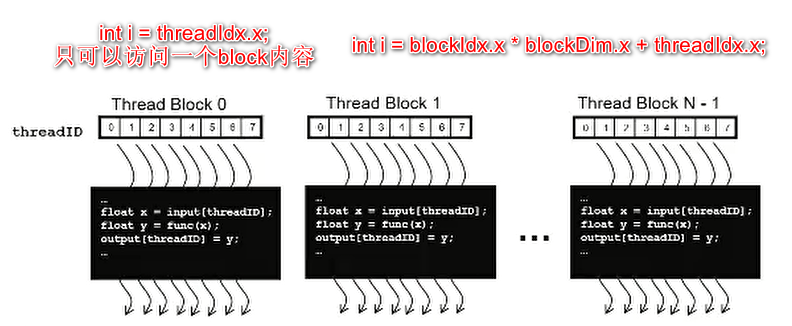 int i = threadIdx.x;
只可以访问一个block内容
int i = blockIdx.x * blockDim.x + threadIdx.x;
Thread Block 0
Thread Block 1
Thread Block N - 1
threadID
0 1 2 3 4 5 6 7
0 1 2 3 4 5 6 7
0 1 2 3 4 5 6 7
…
float x = input[threadID];
float y = func(x);
output[threadID] = y;
…
…
float x = input[threadID];
float y = func(x);
output[threadID] = y;
…
...
…
float x = input[threadID];
float y = func(x);
output[threadID] = y;
…